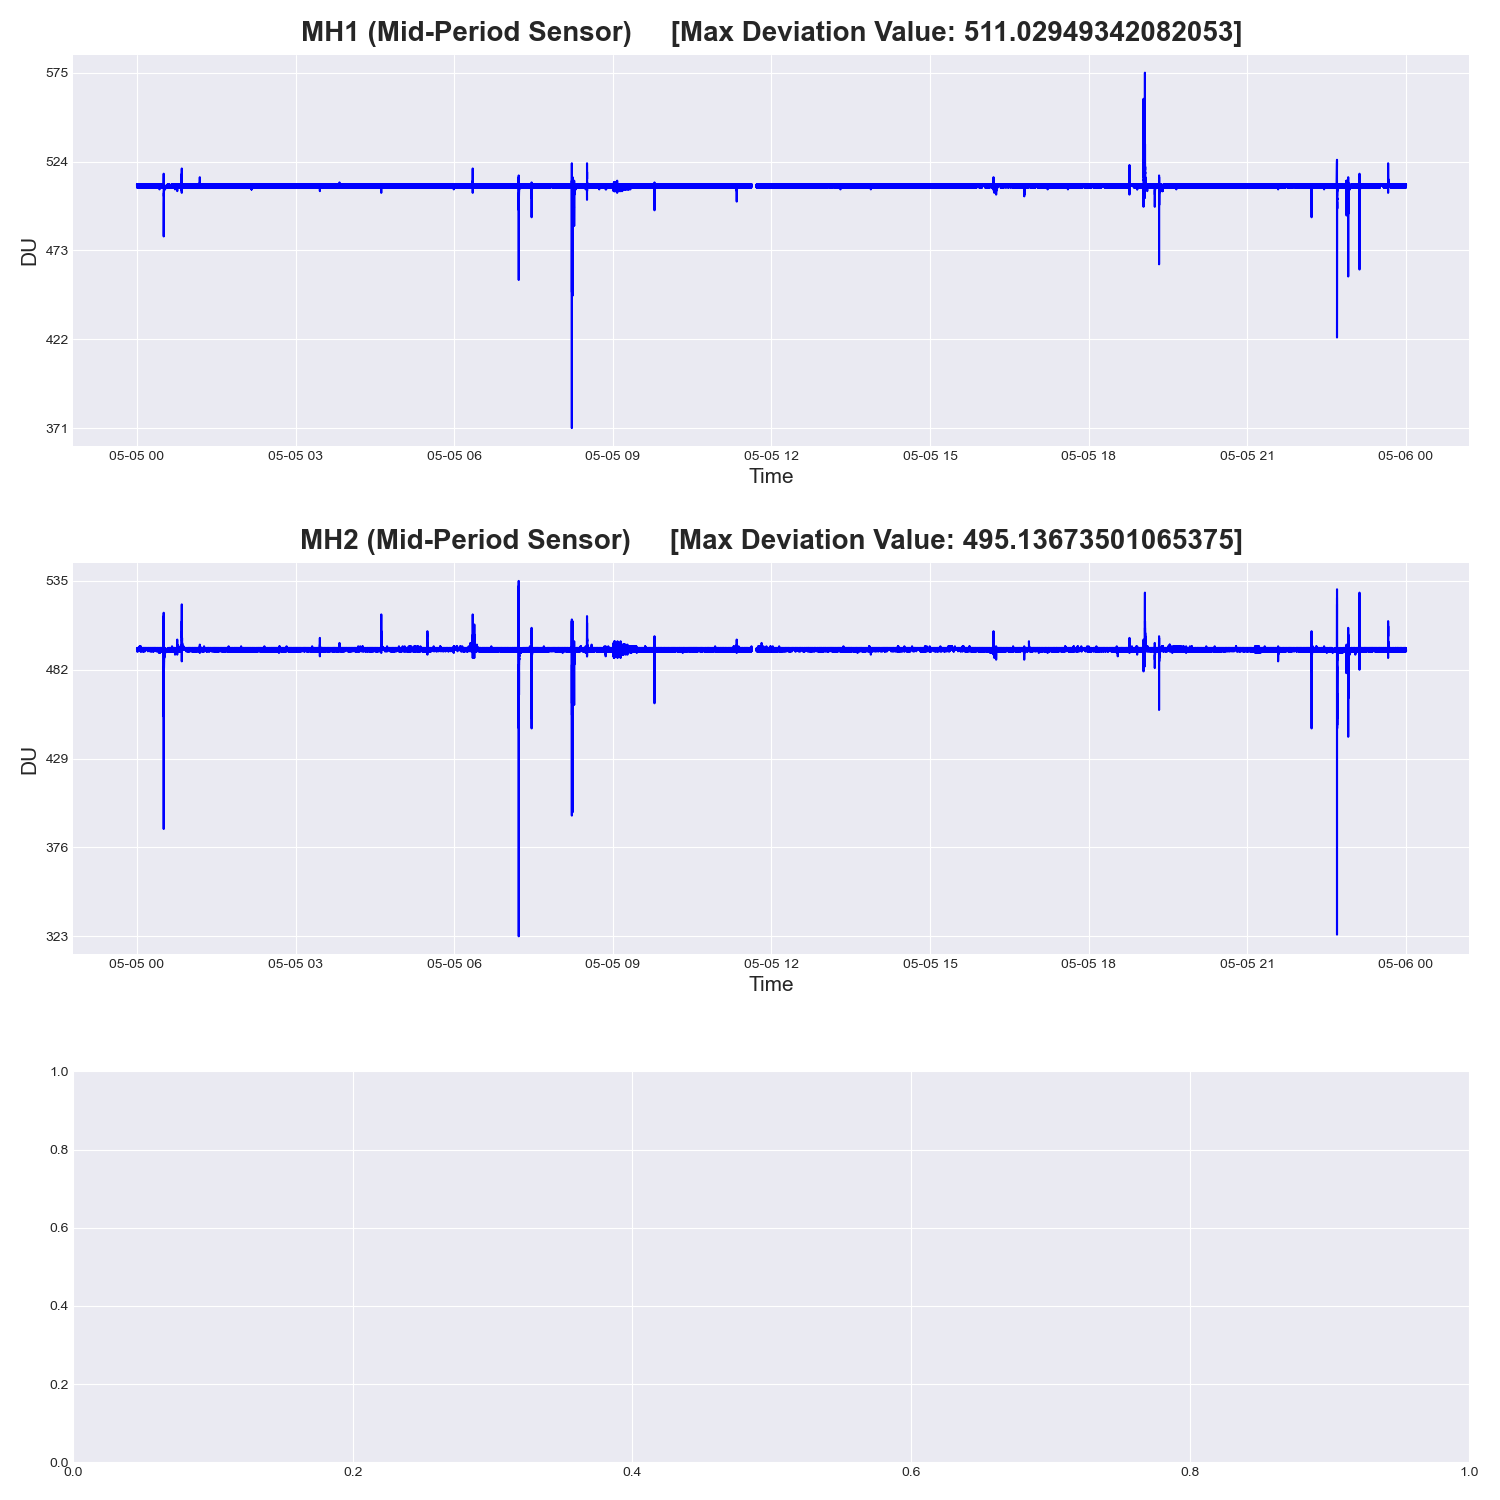 MH1 (Mid-Period Sensor) [Max Deviation Value: 511.02949342082053]
575
524
473
422
371
DU
05-05 00 05-05 03 05-05 06 05-05 09 05-05 12 05-05 15 05-05 18 05-05 21 05-06 00
Time
MH2 (Mid-Period Sensor) [Max Deviation Value: 495.13673501065375]
535
482
429
376
323
DU
05-05 00 05-05 03 05-05 06 05-05 09 05-05 12 05-05 15 05-05 18 05-05 21 05-06 00
Time
1.0
0.8
0.6
0.4
0.2
0.0
0.0 0.2 0.4 0.6 0.8 1.0